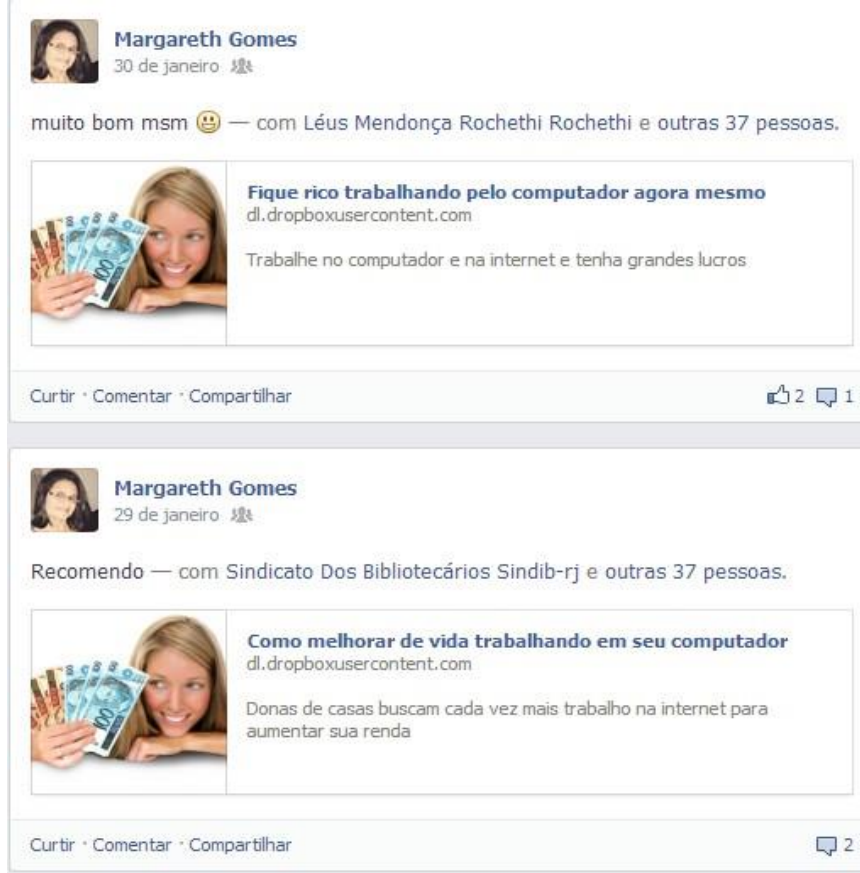 Margareth Gomes
30 de janeiro
muito bom msm — com Léus Mendonça Rochethi Rochethi e outras 37 pessoas.
100
Fique rico trabalhando pelo computador agora mesmo
dl.dropboxusercontent.com
Trabalhe no computador e na internet e tenha grandes lucros
Curtir · Comentar · Compartilhar
2 1
Margareth Gomes
29 de janeiro
Recomendo — com Sindicato Dos Bibliotecários Sindib-rj e outras 37 pessoas.
100
Como melhorar de vida trabalhando em seu computador
dl.dropboxusercontent.com
Donas de casas buscam cada vez mais trabalho na internet para
aumentar sua renda
Curtir · Comentar · Compartilhar
2